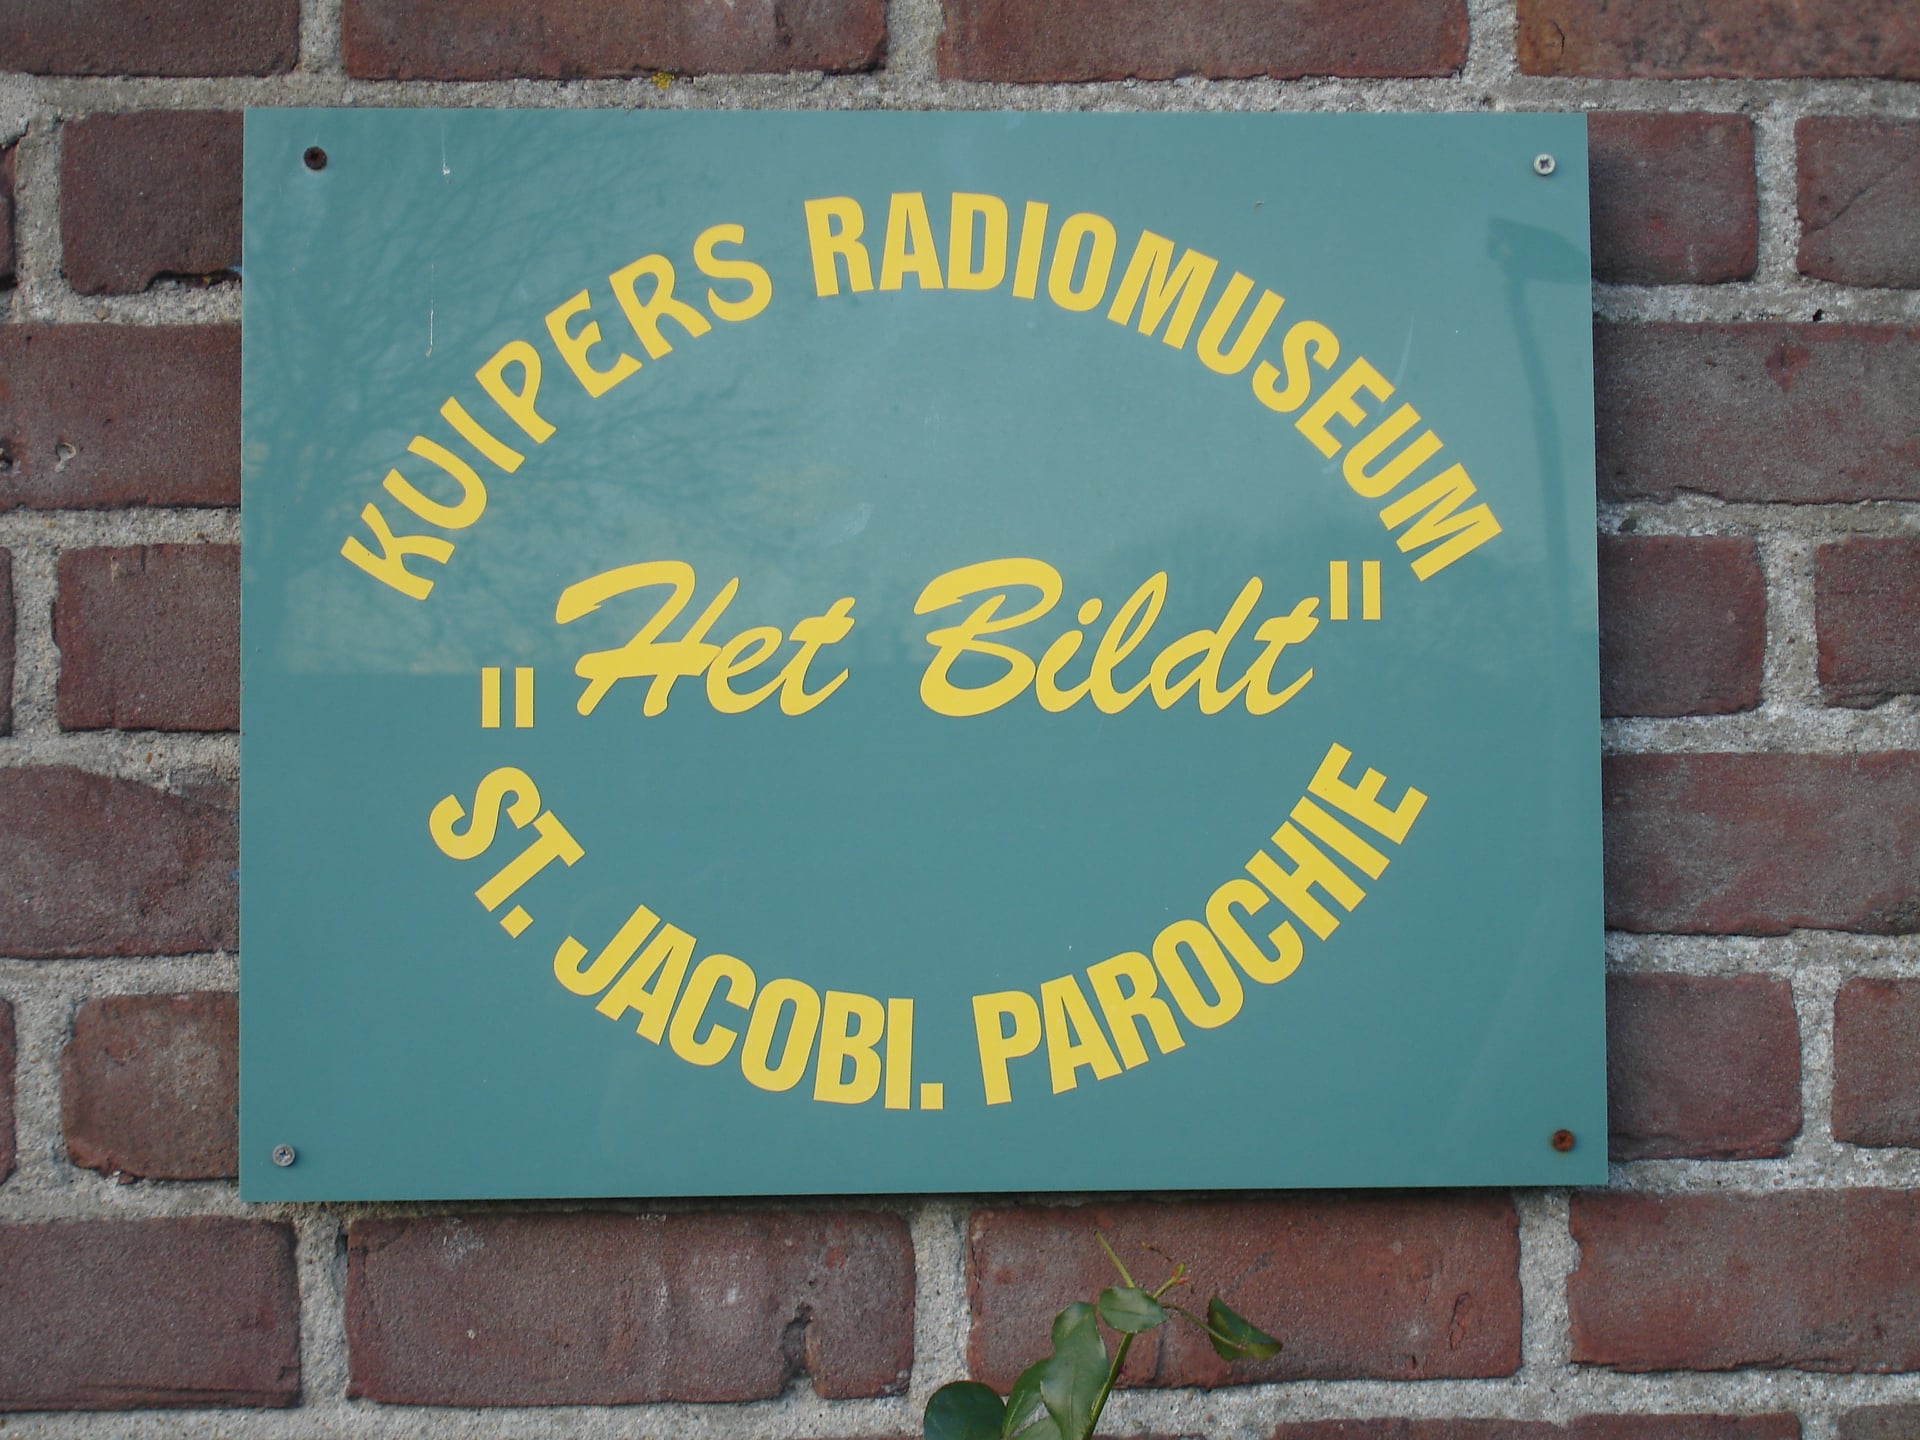 KUIPERS RADIOMUSEUM
"Het Bildt"
ST. JACOBI. PAROCHIE